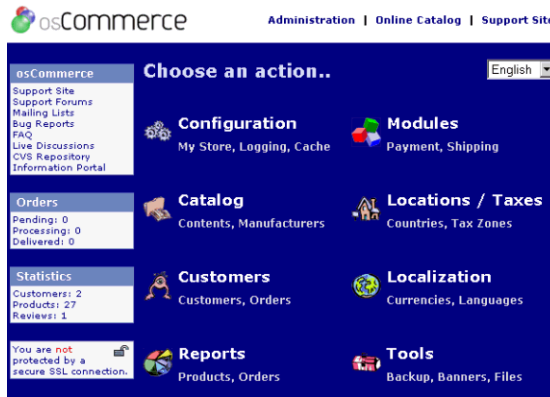 osCommerce
Administration | Online Catalog | Support Site
osCommerce
Support Site
Support Forums
Mailing Lists
Bug Reports
FAQ
Live Discussions
CVS Repository
Information Portal
Orders
Pending: 0
Processing: 0
Delivered: 0
Statistics
Customers: 2
Products: 27
Reviews: 1
You are not
protected by a
secure SSL connection.
Choose an action..
English
Configuration
My Store, Logging, Cache
Modules
Payment, Shipping
Catalog
Contents, Manufacturers
Locations / Taxes
Countries, Tax Zones
Customers
Customers, Orders
Localization
Currencies, Languages
Reports
Products, Orders
Tools
Backup, Banners, Files